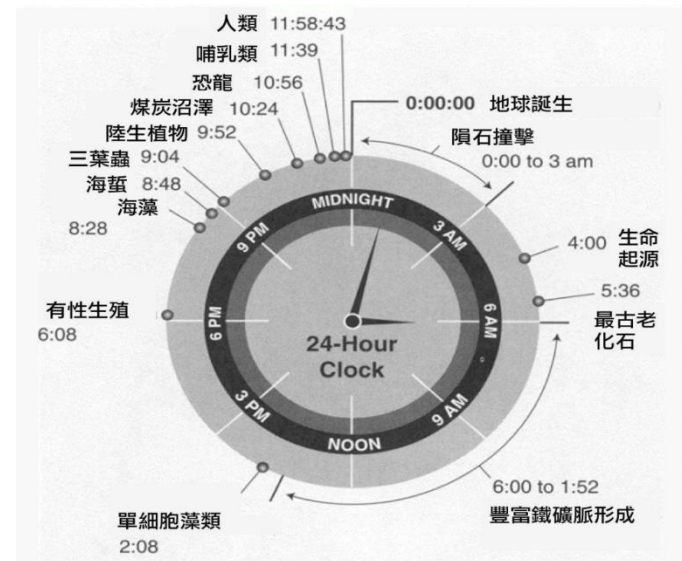 人類 11:58:43
哺乳類 11:39
恐龍 10:56
煤炭沼澤 10:24
陸生植物 9:52
三葉蟲 9:04
海蜇 8:48
海藻
8:28
有性生殖
6:08
單細胞藻類
2:08
0:00:00 地球誕生
隕石撞擊
0:00 to 3 am
4:00 生命
起源
5:36
最古老
化石
6:00 to 1:52
豐富鐵礦脈形成
MIDNIGHT
3 AM
6 AM
9 AM
NOON
3 PM
6 PM
9 PM
24-Hour
Clock